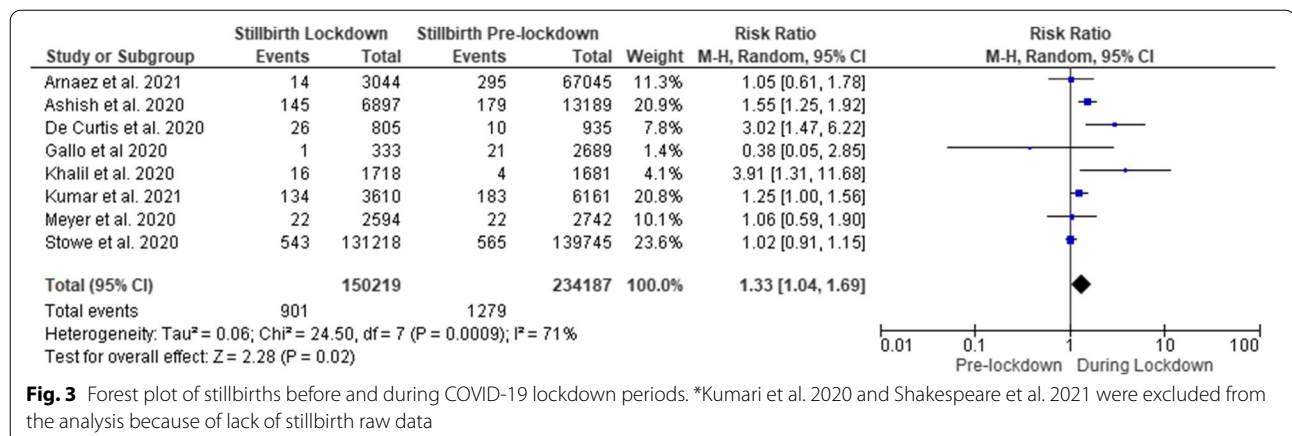 Stillbirth Lockdown Stillbirth Pre-lockdown Risk Ratio Risk Ratio
Study or Subgroup Events Total Events Total Weight M-H, Random, 95% CI M-H, Random, 95% CI
Arnaez et al. 2021 14 3044 295 67045 11.3% 1.05 [0.61, 1.78]
Ashish et al. 2020 145 6897 179 13189 20.9% 1.55 [1.25, 1.92]
De Curtis et al. 2020 26 805 10 935 7.8% 3.02 [1.47, 6.22]
Gallo et al 2020 1 333 21 2689 1.4% 0.38 [0.05, 2.85]
Khalil et al. 2020 16 1718 4 1681 4.1% 3.91 [1.31, 11.68]
Kumar et al. 2021 134 3610 183 6161 20.8% 1.25 [1.00, 1.56]
Meyer et al. 2020 22 2594 22 2742 10.1% 1.06 [0.59, 1.90]
Stowe et al. 2020 543 131218 565 139745 23.6% 1.02 [0.91, 1.15]
Total (95% CI) 150219 234187 100.0% 1.33 [1.04, 1.69]
Total events 901 1279
Heterogeneity: Tau² = 0.06; Chi² = 24.50, df = 7 (P = 0.0009); I² = 71%
Test for overall effect: Z = 2.28 (P = 0.02)
0.01 0.1 1 10 100
Pre-lockdown During Lockdown
Fig. 3 Forest plot of stillbirths before and during COVID-19 lockdown periods. *Kumari et al. 2020 and Shakespeare et al. 2021 were excluded from
the analysis because of lack of stillbirth raw data